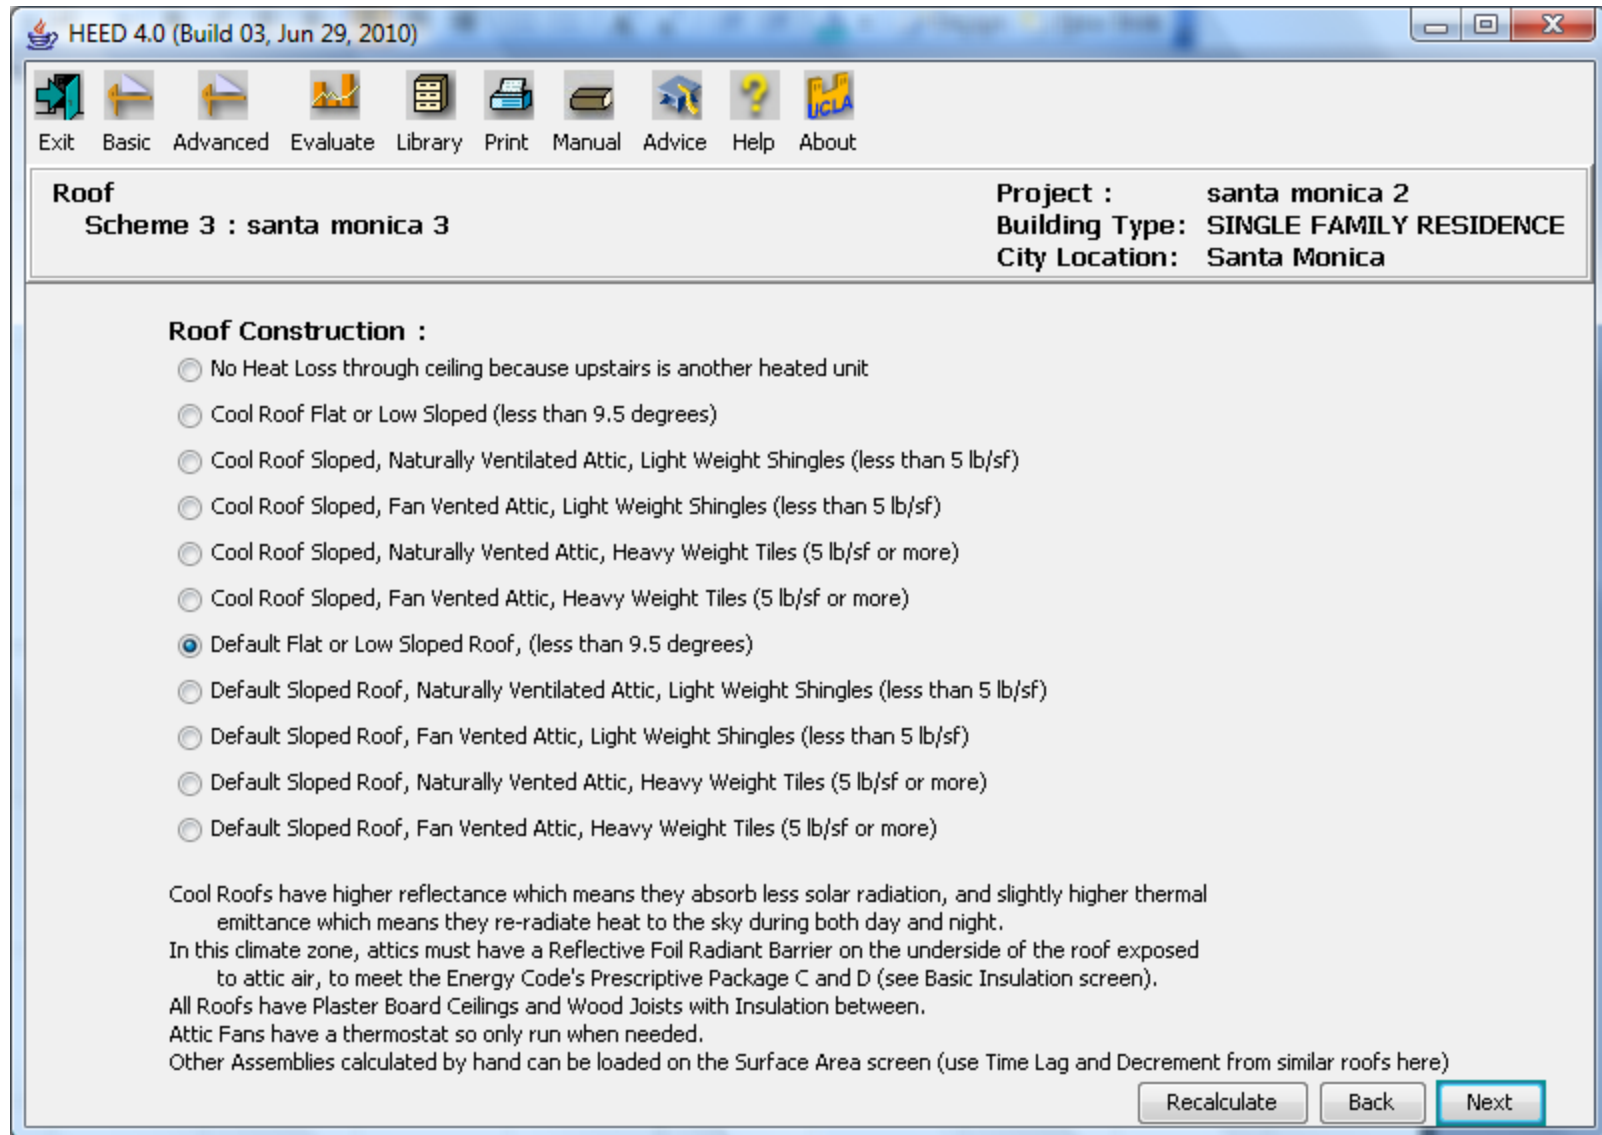 HEED 4.0 (Build 03, Jun 29, 2010)
UCLA
Exit Basic Advanced Evaluate Library Print Manual Advice Help About
Roof Project : santa monica 2
Scheme 3 : santa monica 3 Building Type: SINGLE FAMILY RESIDENCE
City Location: Santa Monica
Roof Construction :
No Heat Loss through ceiling because upstairs is another heated unit
Cool Roof Flat or Low Sloped (less than 9.5 degrees)
Cool Roof Sloped, Naturally Ventilated Attic, Light Weight Shingles (less than 5 lb/sf)
Cool Roof Sloped, Fan Vented Attic, Light Weight Shingles (less than 5 lb/sf)
Cool Roof Sloped, Naturally Vented Attic, Heavy Weight Tiles (5 lb/sf or more)
Cool Roof Sloped, Fan Vented Attic, Heavy Weight Tiles (5 lb/sf or more)
Default Flat or Low Sloped Roof, (less than 9.5 degrees)
Default Sloped Roof, Naturally Ventilated Attic, Light Weight Shingles (less than 5 lb/sf)
Default Sloped Roof, Fan Vented Attic, Light Weight Shingles (less than 5 lb/sf)
Default Sloped Roof, Naturally Vented Attic, Heavy Weight Tiles (5 lb/sf or more)
Default Sloped Roof, Fan Vented Attic, Heavy Weight Tiles (5 lb/sf or more)
Cool Roofs have higher reflectance which means they absorb less solar radiation, and slightly higher thermal
emittance which means they re-radiate heat to the sky during both day and night.
In this climate zone, attics must have a Reflective Foil Radiant Barrier on the underside of the roof exposed
to attic air, to meet the Energy Code's Prescriptive Package C and D (see Basic Insulation screen).
All Roofs have Plaster Board Ceilings and Wood Joists with Insulation between.
Attic Fans have a thermostat so only run when needed.
Other Assemblies calculated by hand can be loaded on the Surface Area screen (use Time Lag and Decrement from similar roofs here)
Recalculate Back Next